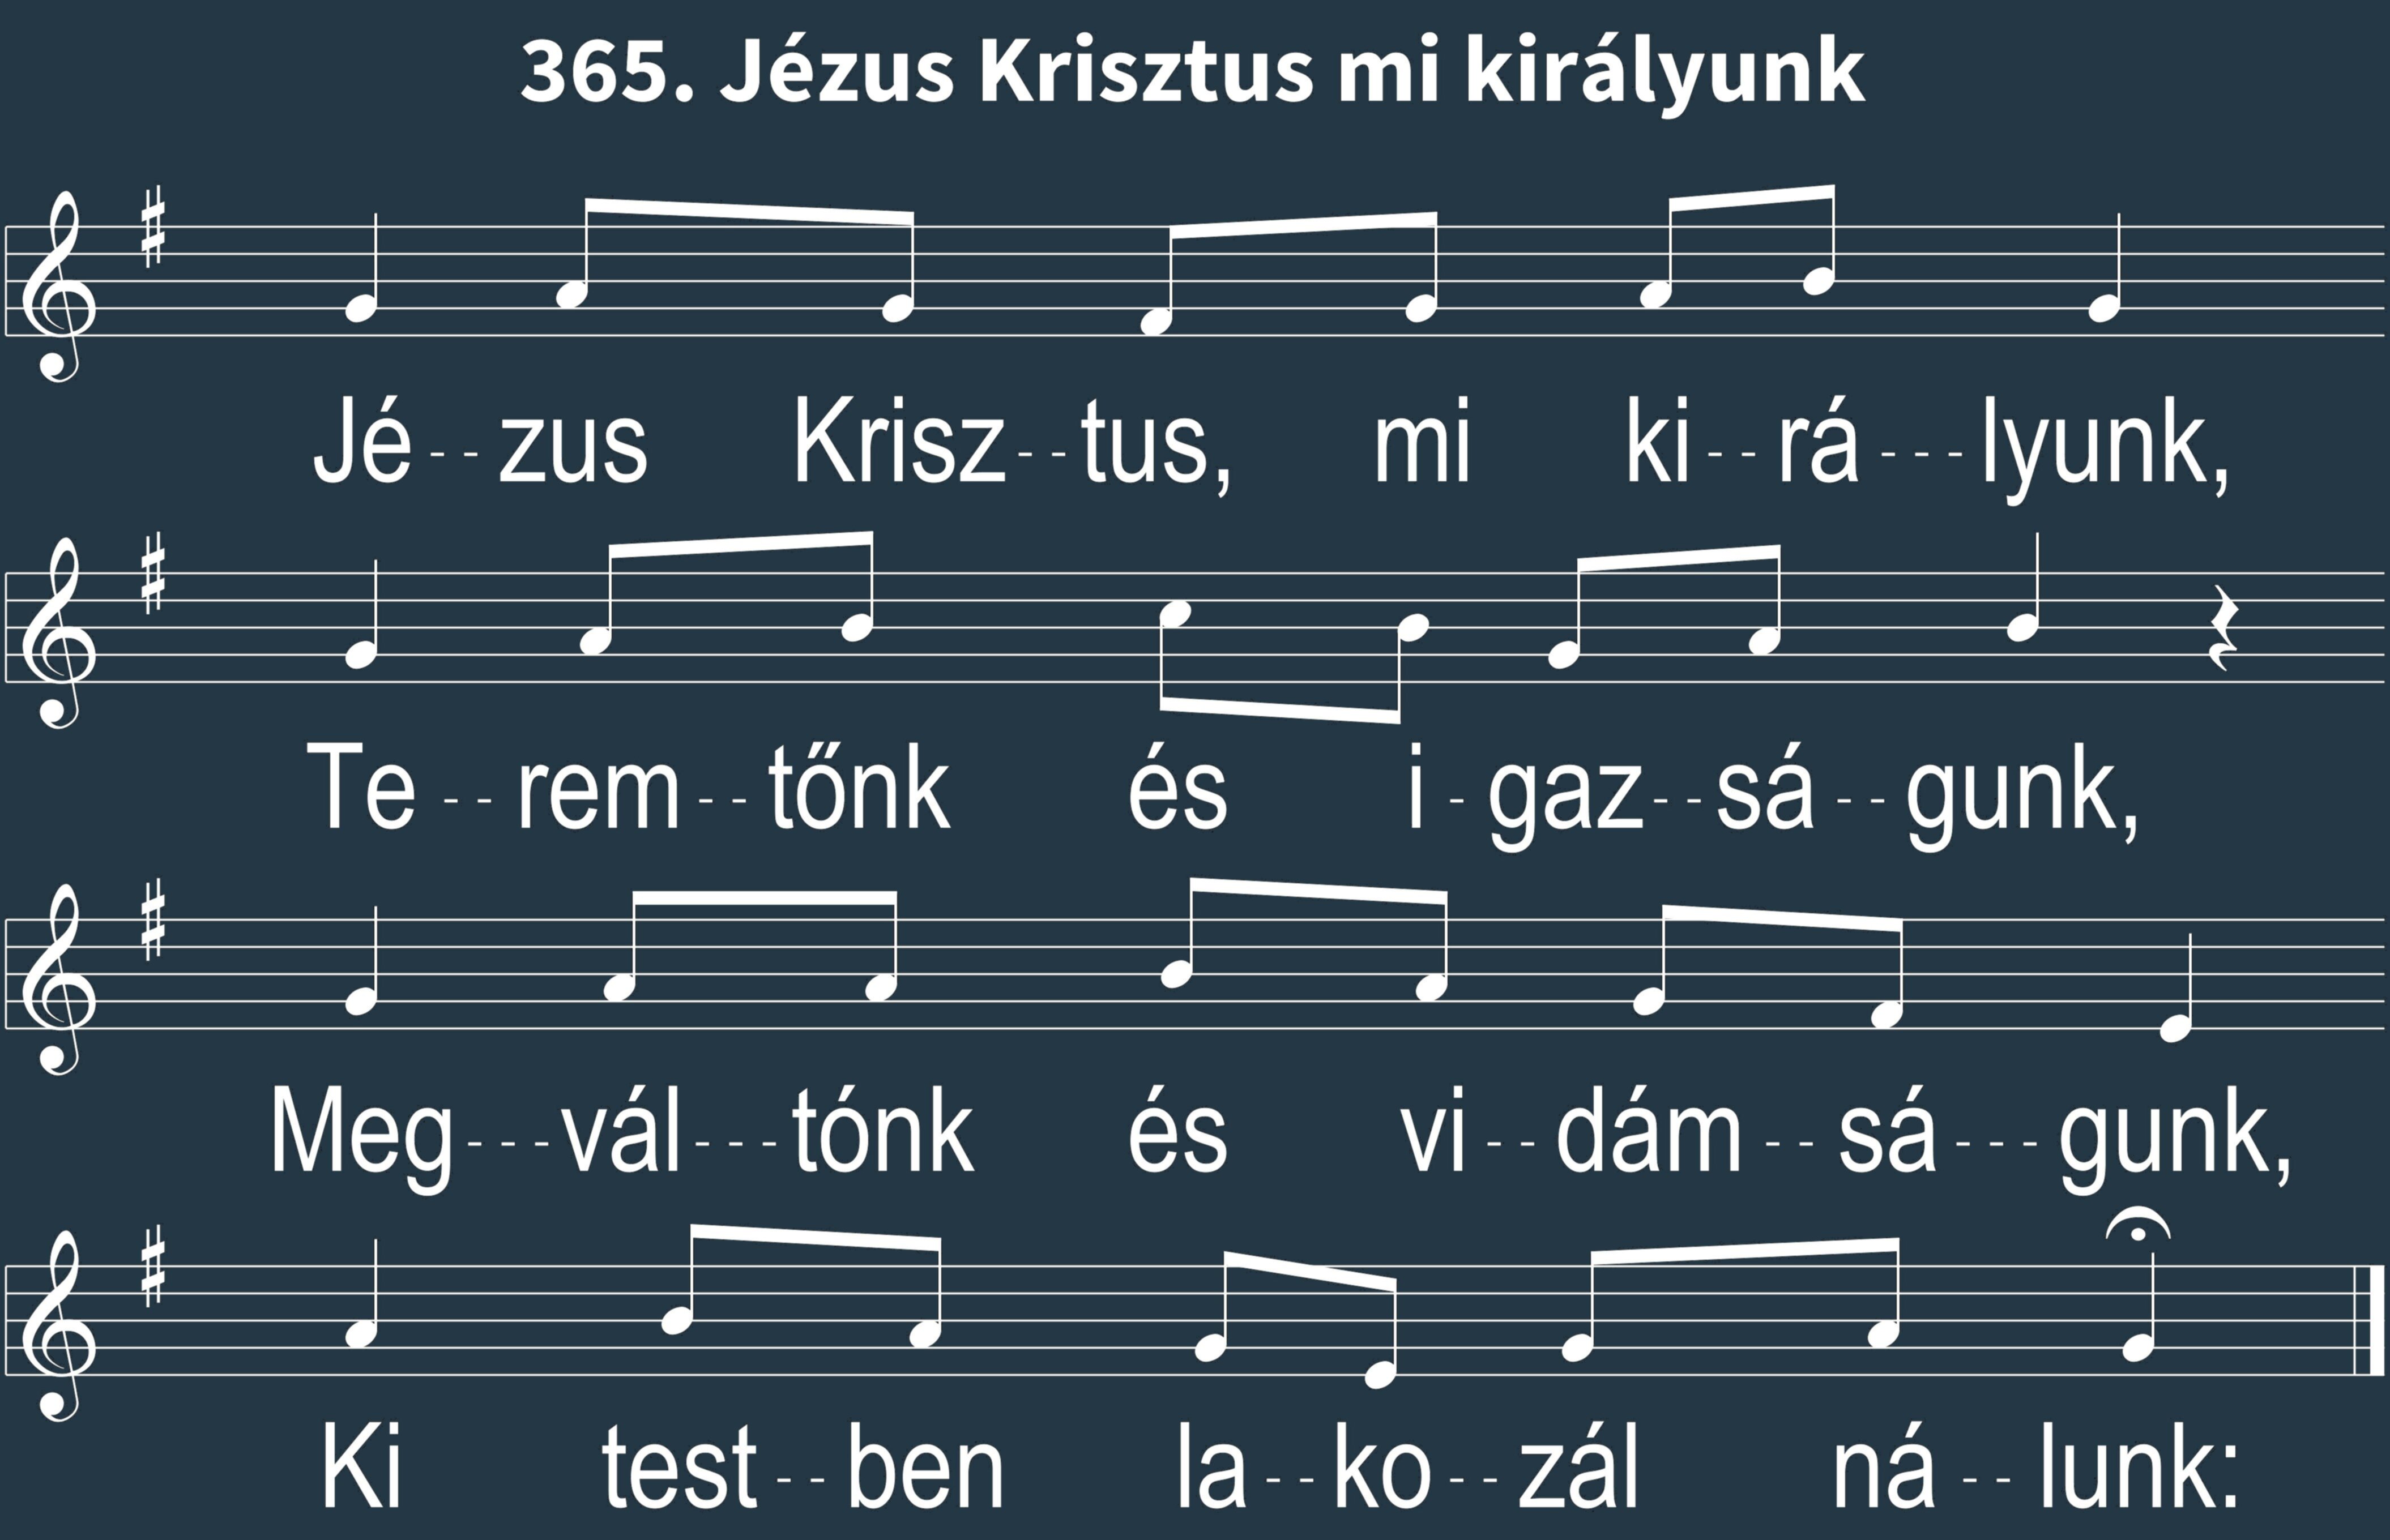 365. Jézus Krisztus mi királyunk
Jé--zus Krisz--tus, mi ki--rá---lyunk,
Te--rem--tőnk és i-gaz--sá--gunk,
Meg---vál---tónk és vi--dám--sá---gunk,
Ki test--ben la--ko--zál ná--lunk: